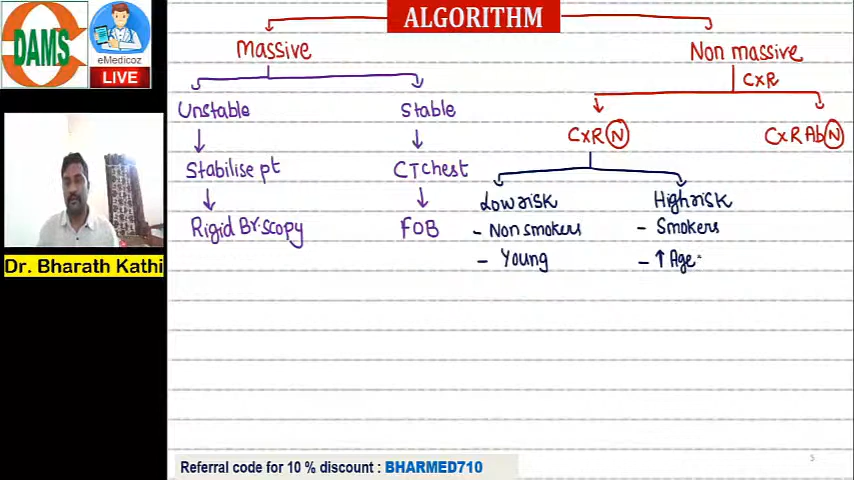 ALGORITHM
DAMS
eMedicoz
LIVE
Massive
Non massive
CXR
Unstable
Stable
CXR N
CXR Ab N
Stabilise pt
CT Chest
Low risk
High risk
Rigid Br.scopy
FOB
- Non smokers
- Smokers
- Young
- ↑ Age
Dr. Bharath Kathi
Referral code for 10 % discount : BHARMED710
5